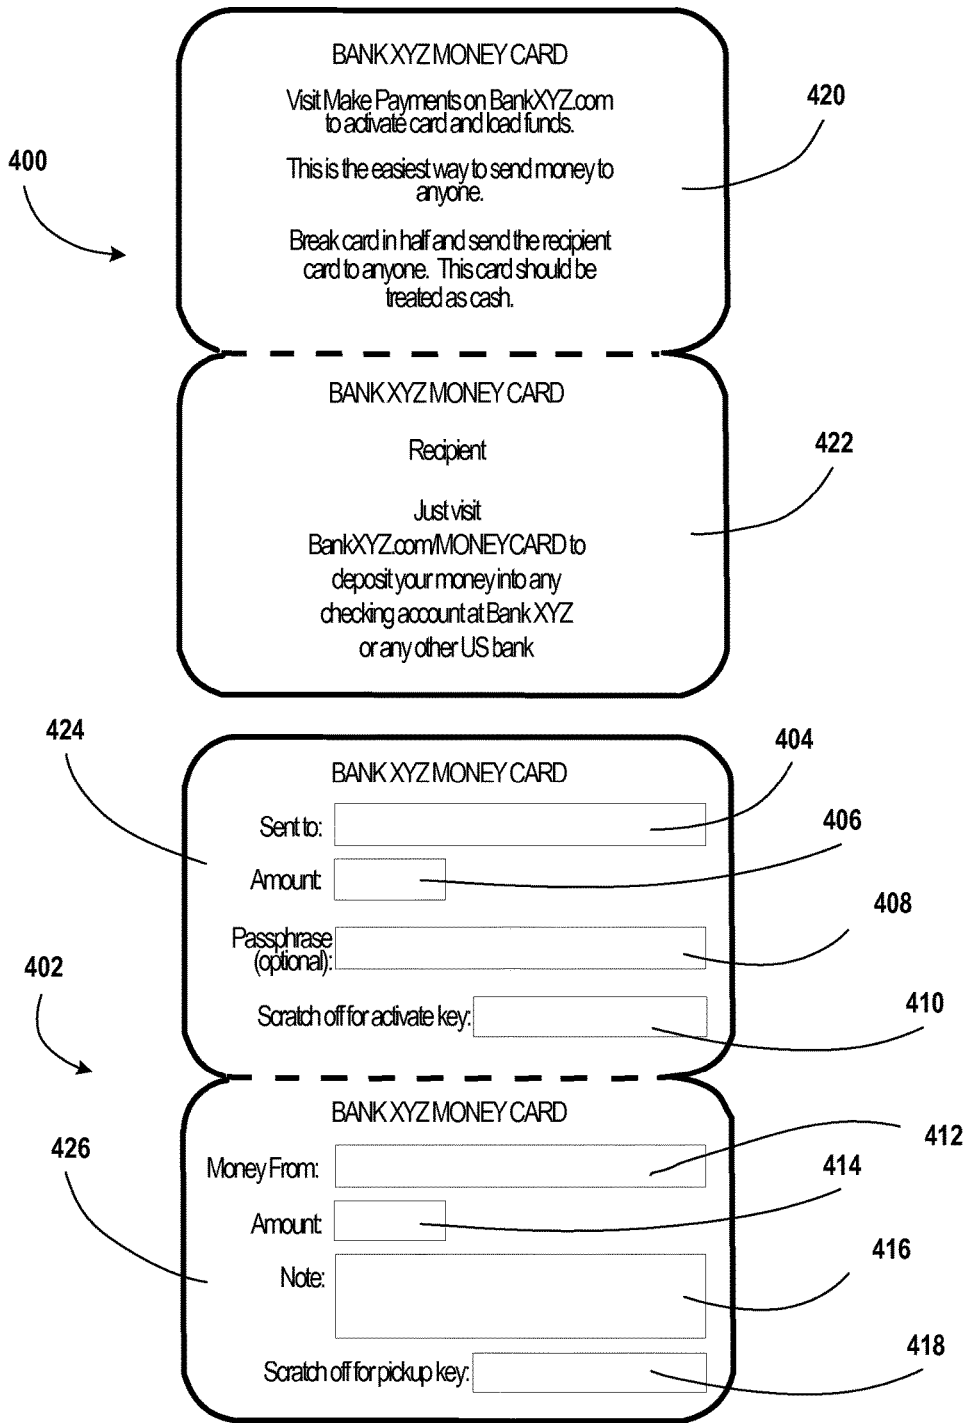 BANK XYZ MONEY CARD
Visit Make Payments on BankXYZ.com
to activate card and load funds.
420
400
This is the easiest way to send money to
anyone.
Break card in half and send the recipient
card to anyone. This card should be
treated as cash.
BANK XYZ MONEY CARD
Recipient
422
Just visit
BankXYZ.com/MONEYCARD to
deposit your money into any
checking account at Bank XYZ
or any other US bank
424
404
BANK XYZ MONEY CARD
Sent to:
406
Amount:
408
Passphrase
(optional):
402
410
Scratch off for activate key:
BANK XYZ MONEY CARD
412
426
Money From:
414
Amount:
416
Note:
418
Scratch off for pickup key: